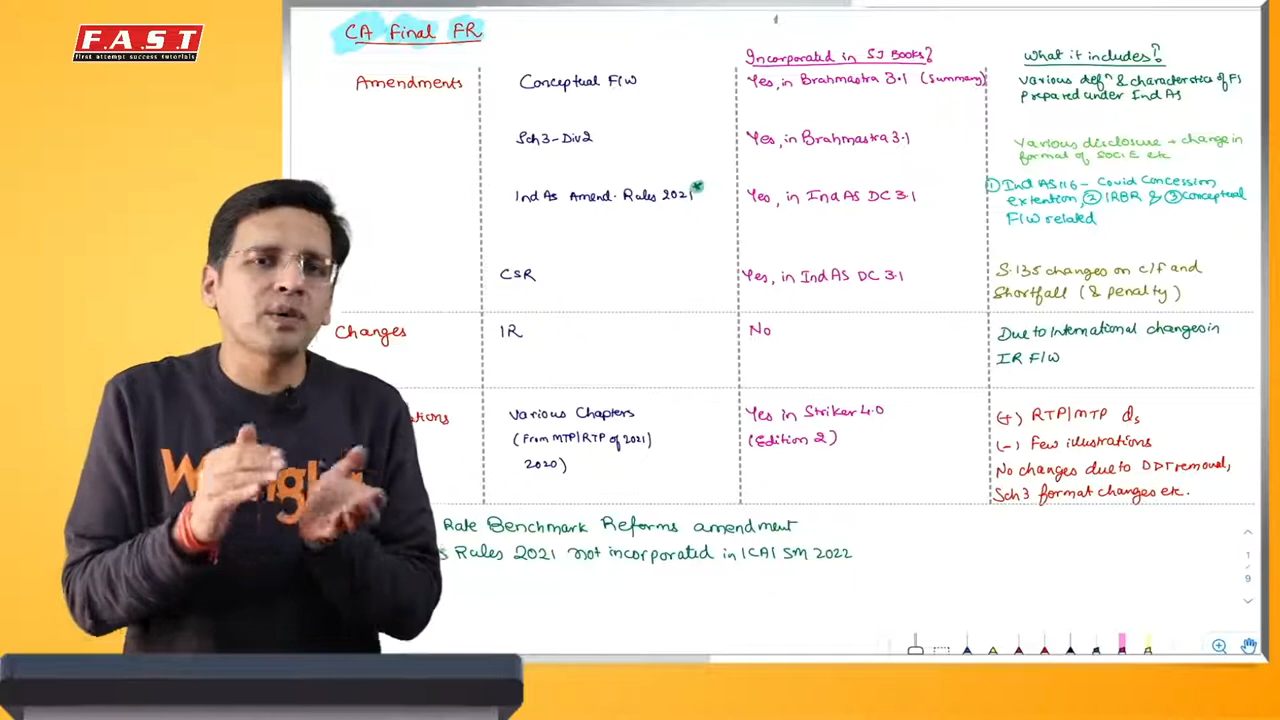 F.A.S.T
first attempt success tutorials
CA Final FR
Incorporated in SJ Books?
What it includes?
Amendments
Conceptual F/W
Yes, in Brahmastra 3.1 (Summary)
Various defⁿ & characterstics of FS
prepared under Ind AS
Sch3-Div2
Yes, in Brahmastra 3.1
Various disclosure + change in
format of SOCIE etc
Ind As Amend. Rules 2021*
Yes, in Ind AS DC 3.1
① Ind AS 116 - Covid Concession
extention, ② IRBR & ③ Conceptual
F/W related
CSR
Yes, in Ind AS DC 3.1
S.135 changes on c/f and
Shortfall (& penalty)
Changes
IR
No
Due to International changes in
IR F/W
tions
Various Chapters
(From MTP/RTP of 2021)
2020)
Yes in Striker 4.0
(Edition 2)
(+) RTP/MTP Qs
(-) Few illustrations
No changes due to DDT removal,
Sch3 format changes etc.
Rate Benchmark Reforms amendment
s Rules 2021 not incorporated in ICAI SM 2022
1
/
9